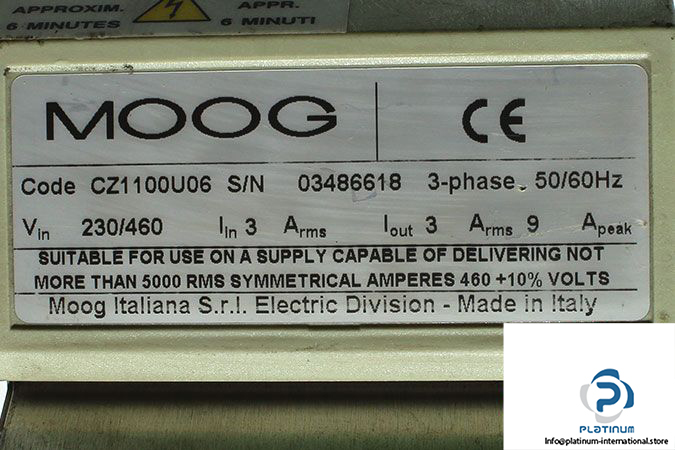 APPROXIM. APPR.
6 MINUTES 6 MINUTI
MOOG CE
Code CZ1100U06 S/N 03486618 3-phase 50/60Hz
Vin 230/460 Iin 3 Arms Iout 3 Arms 9 Apeak
SUITABLE FOR USE ON A SUPPLY CAPABLE OF DELIVERING NOT
MORE THAN 5000 RMS SYMMETRICAL AMPERES 460 +10% VOLTS
Moog Italiana S.r.l. Electric Division - Made in Italy
PLATINUM
Info@platinum-international.store